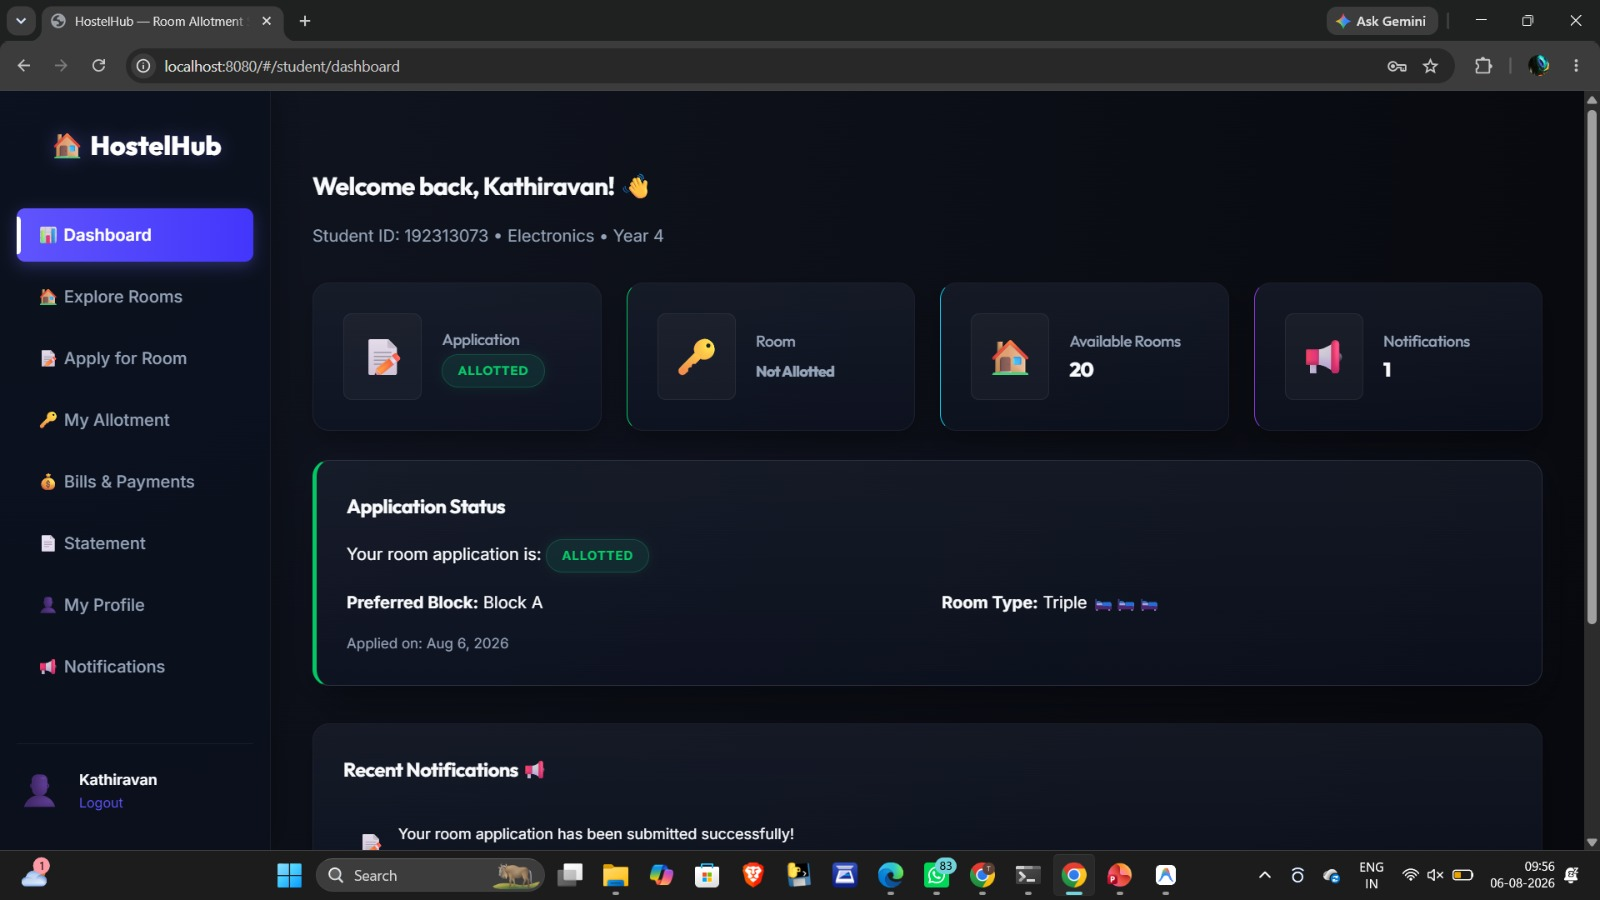 HostelHub — Room Allotment
Ask Gemini
localhost:8080/#/student/dashboard
HostelHub
Dashboard
Explore Rooms
Apply for Room
My Allotment
Bills & Payments
Statement
My Profile
Notifications
Kathiravan
Logout
Welcome back, Kathiravan!
Student ID: 192313073 • Electronics • Year 4
Application
ALLOTTED
Room
Not Allotted
Available Rooms
20
Notifications
1
Application Status
Your room application is: ALLOTTED
Preferred Block: Block A
Room Type: Triple
Applied on: Aug 6, 2026
Recent Notifications
Your room application has been submitted successfully!
1
Search
83
ENG
IN
09:56
06-08-2026